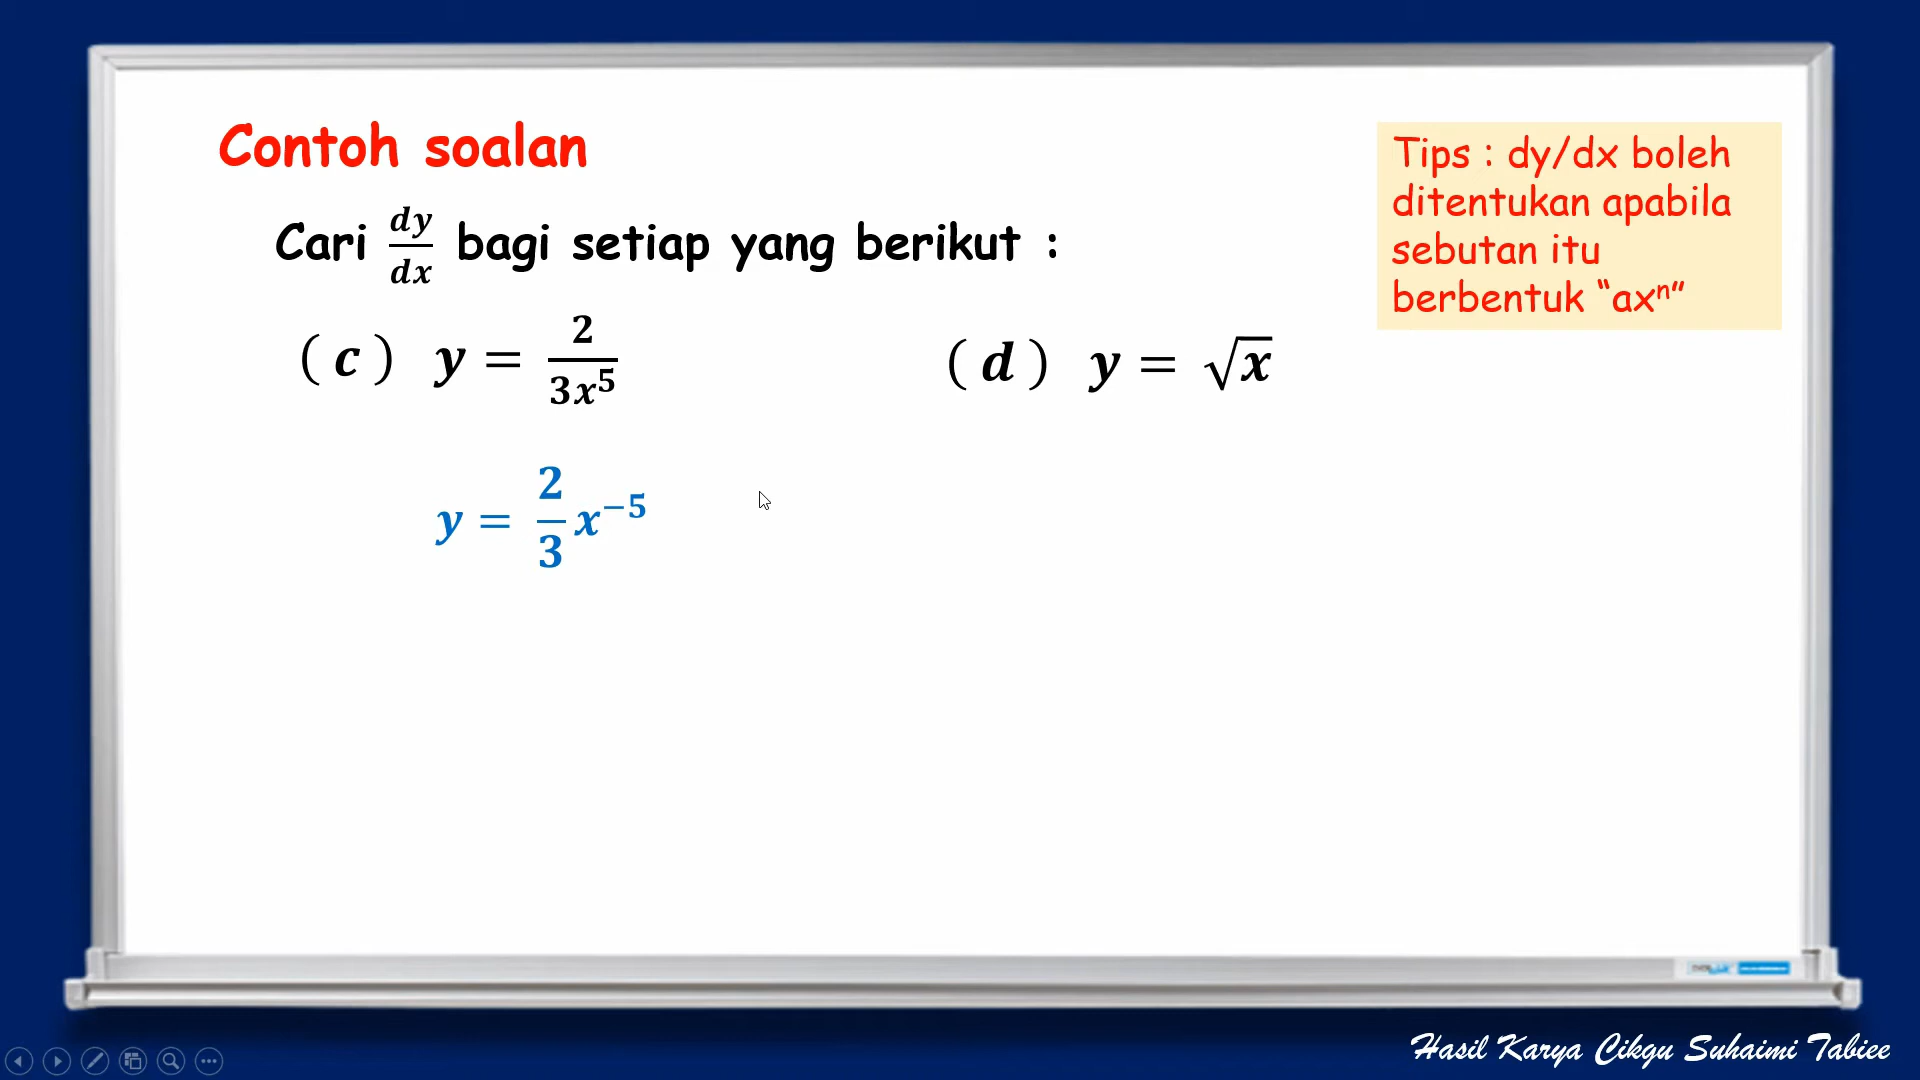 Contoh soalan
Cari dy/dx bagi setiap yang berikut :
Tips : dy/dx boleh
ditentukan apabila
sebutan itu
berbentuk “axⁿ”
( c ) y = 2/3x⁵
( d ) y = √x
y = 2/3 x⁻⁵
Hasil Karya Cikgu Suhaimi Tabiee